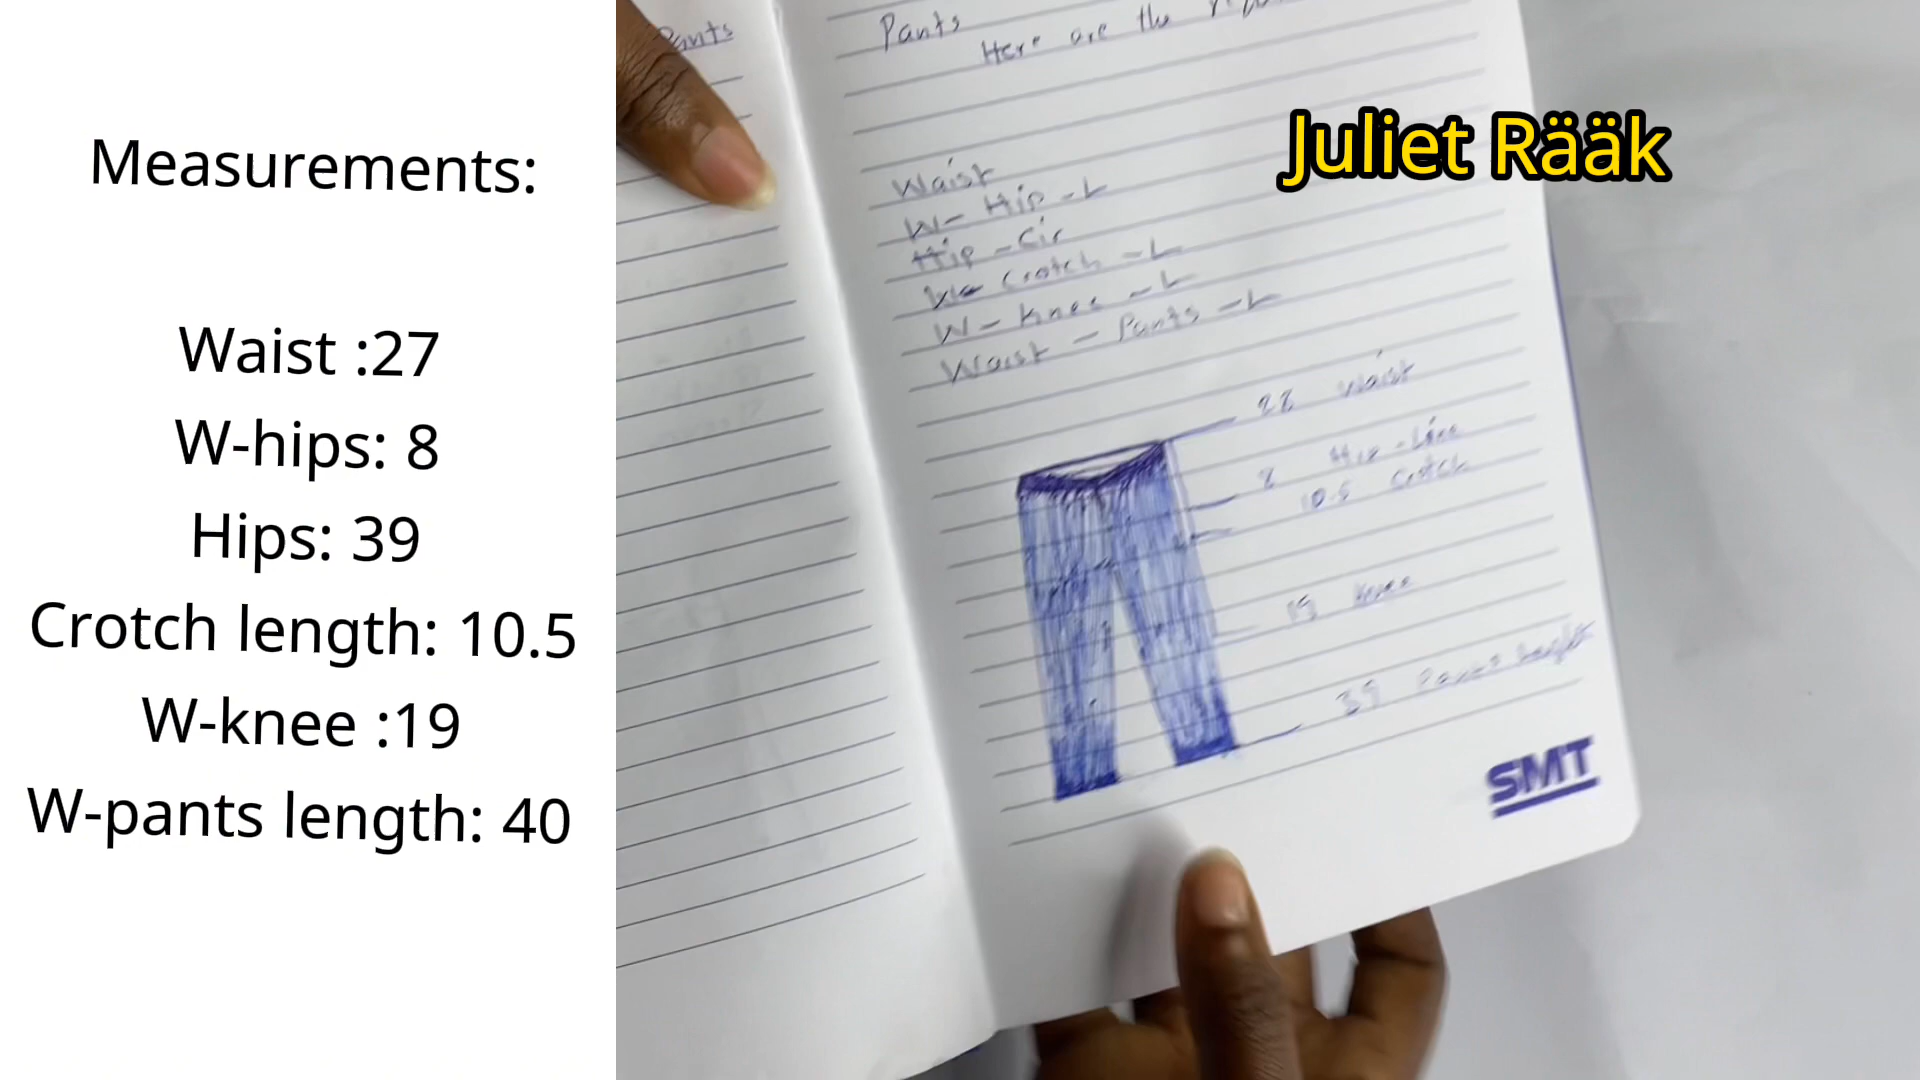 Measurements:
Waist :27
W-hips: 8
Hips: 39
Crotch length: 10.5
W-knee :19
W-pants length: 40
Pants
Pants
Here are the
Juliet Rääk
Waist
W- Hip -L
Hip - Cir
W- Crotch -L
W- Knee -L
Waist - Pants -L
28 Waist
8 Hip-Line
10.5 Crotch
19 Knee
39 Pants
SMT